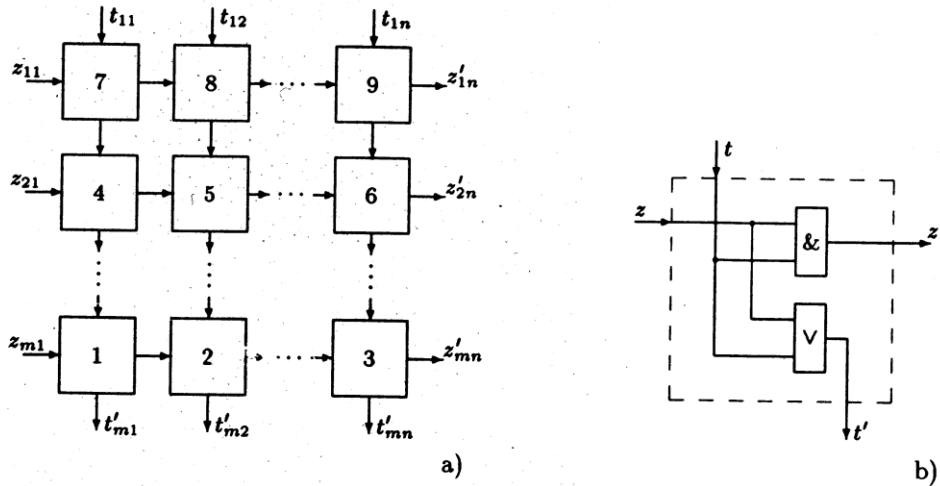 t₁₁ t₁₂ t₁ₙ
z₁₁ 7 8 9 z′₁ₙ
z₂₁ 4 5 6 z′₂ₙ
zₘ₁ 1 2 3 z′ₘₙ
t′ₘ₁ t′ₘ₂ t′ₘₙ
a)
t
z & z
∨
t′
b)